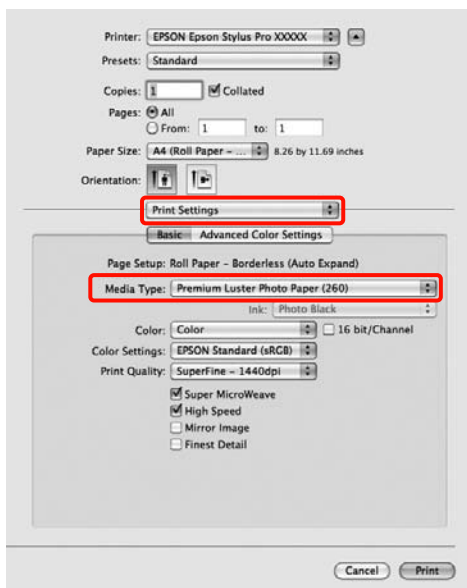 Printer: EPSON Epson Stylus Pro XXXXX
Presets: Standard
Copies: 1 Collated
Pages: All
From: 1 to: 1
Paper Size: A4 (Roll Paper - ... 8.26 by 11.69 inches
Orientation:
Print Settings
Basic Advanced Color Settings
Page Setup: Roll Paper - Borderless (Auto Expand)
Media Type: Premium Luster Photo Paper (260)
Ink: Photo Black
Color: Color 16 bit/Channel
Color Settings: EPSON Standard (sRGB)
Print Quality: SuperFine - 1440dpi
Super MicroWeave
High Speed
Mirror Image
Finest Detail
Cancel Print